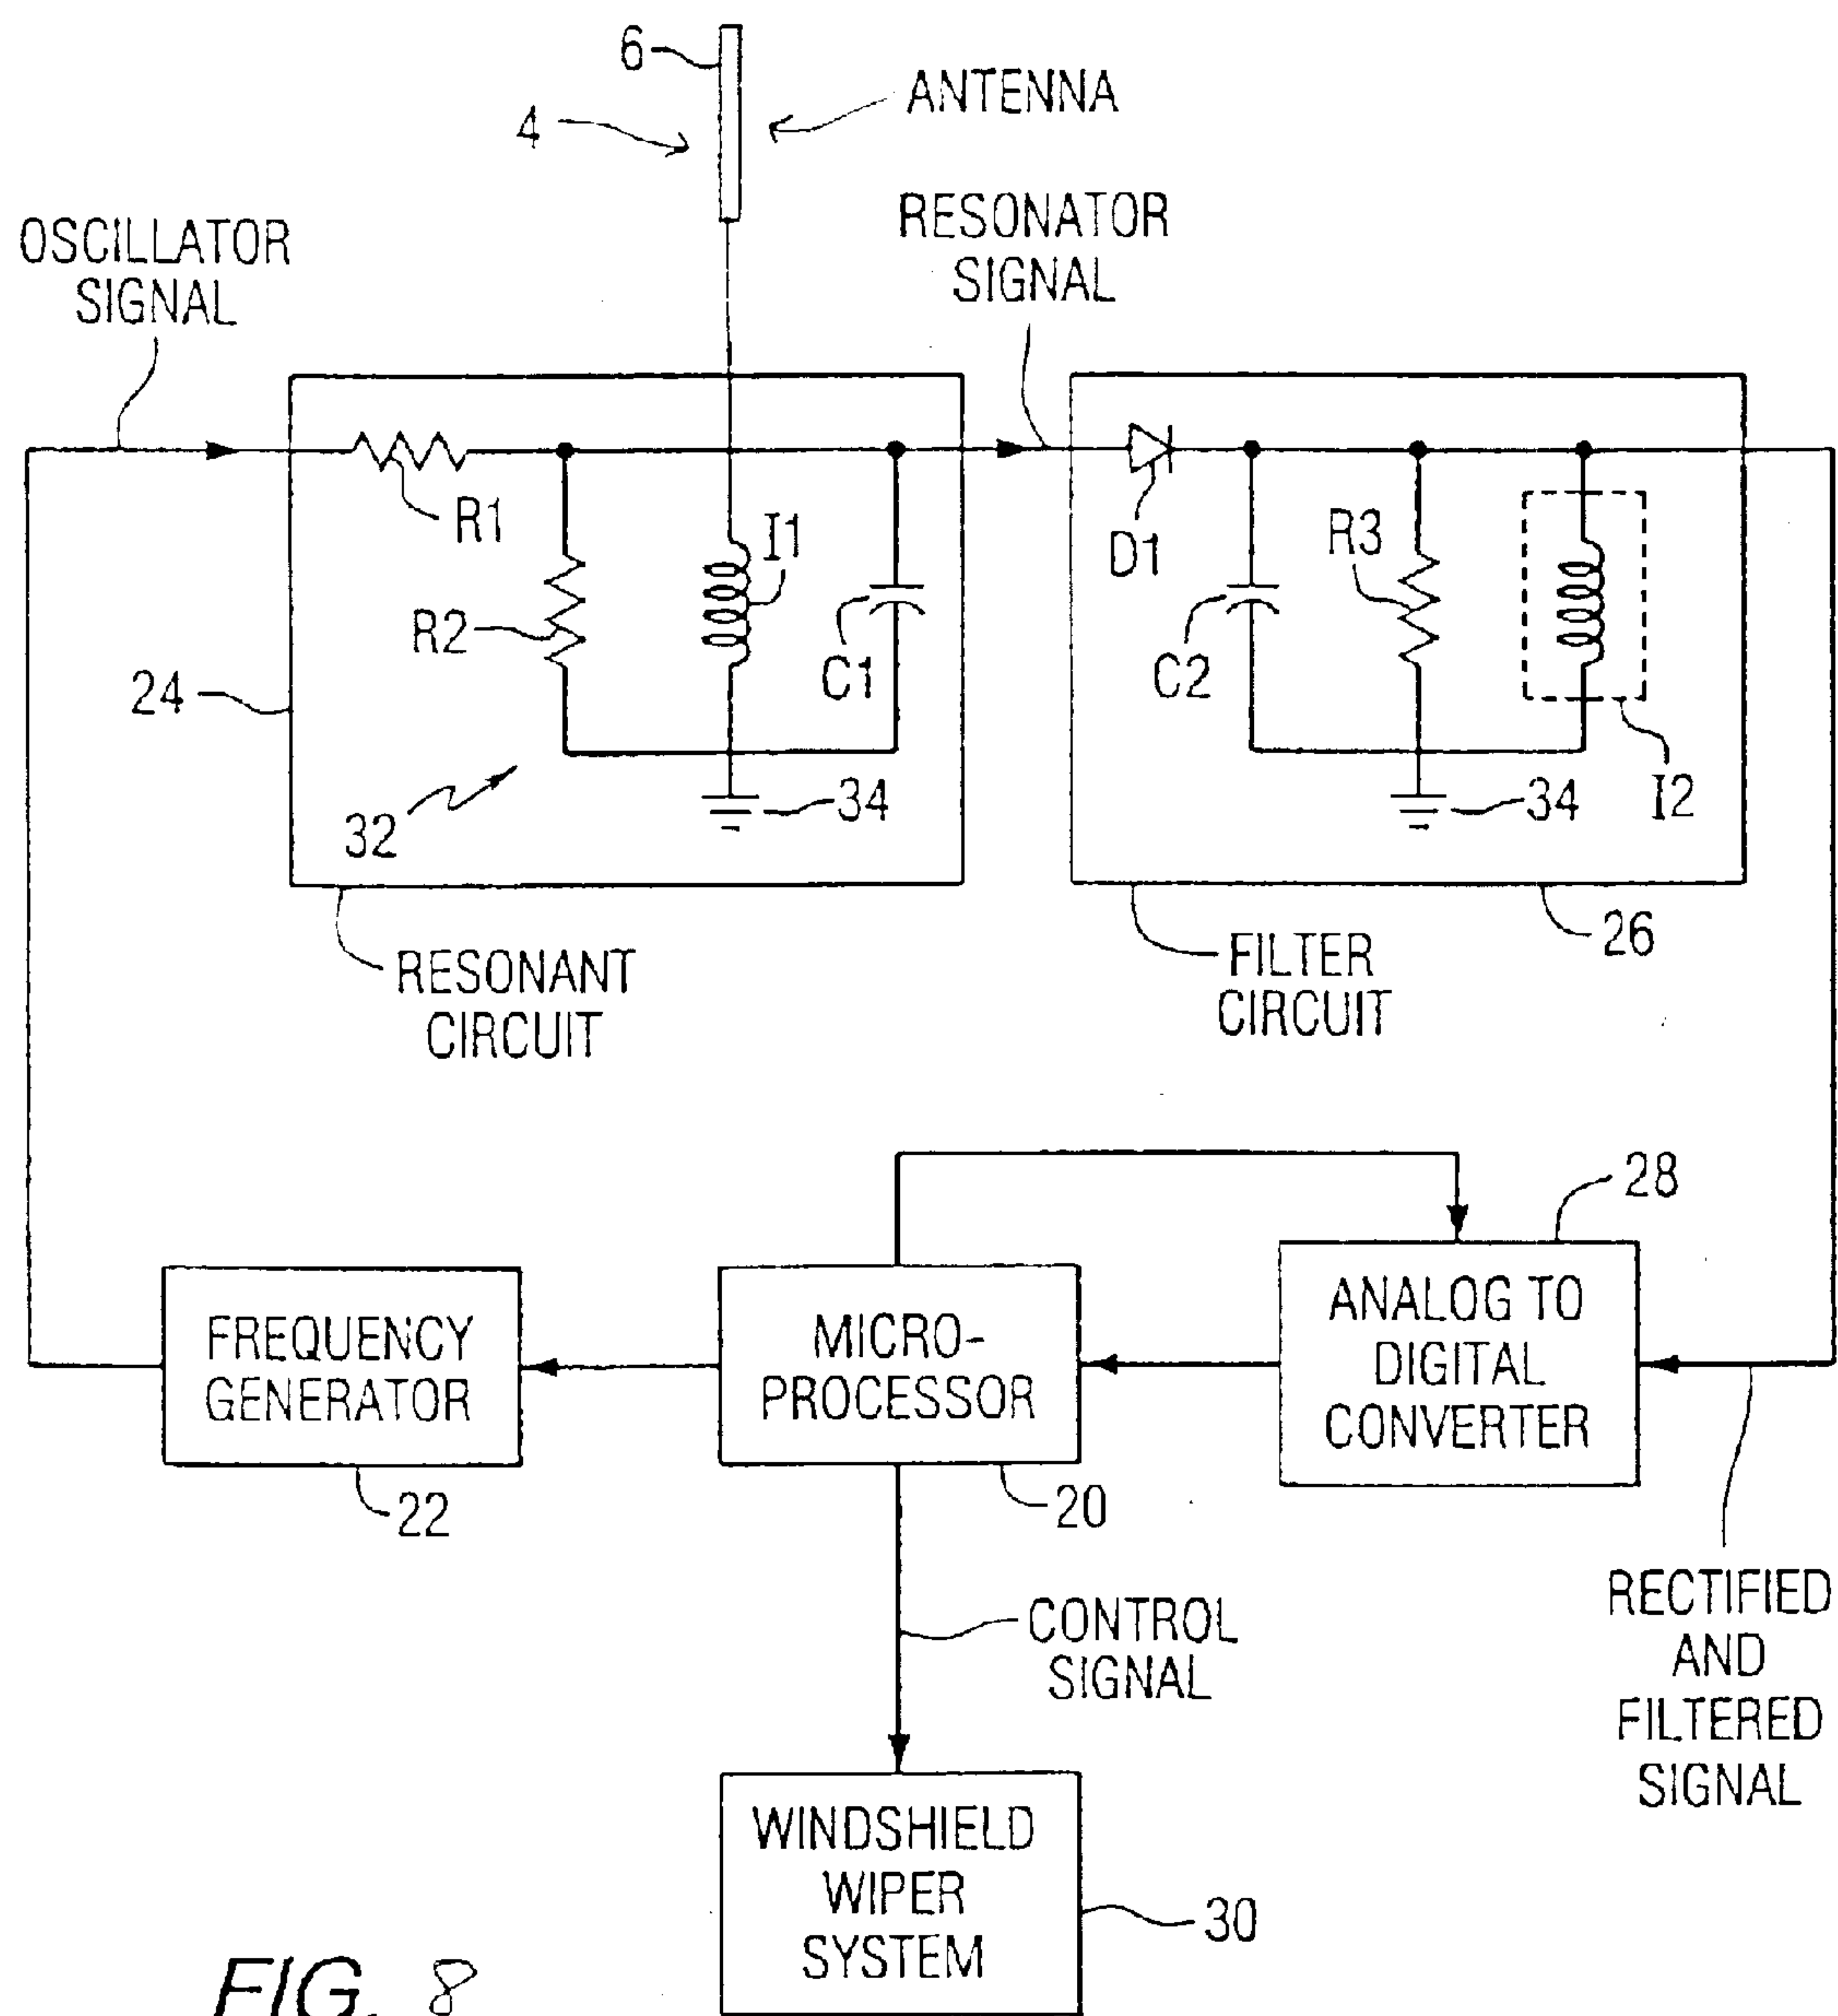 6
4
ANTENNA
OSCILLATOR
SIGNAL
RESONATOR
SIGNAL
R1
R2
I1
C1
D1
C2
R3
I2
24
32
34
34
26
RESONANT
CIRCUIT
FILTER
CIRCUIT
28
FREQUENCY
GENERATOR
MICRO-
PROCESSOR
ANALOG TO
DIGITAL
CONVERTER
22
20
CONTROL
SIGNAL
RECTIFIED
AND
FILTERED
SIGNAL
WINDSHIELD
WIPER
SYSTEM
30
FIG. 8